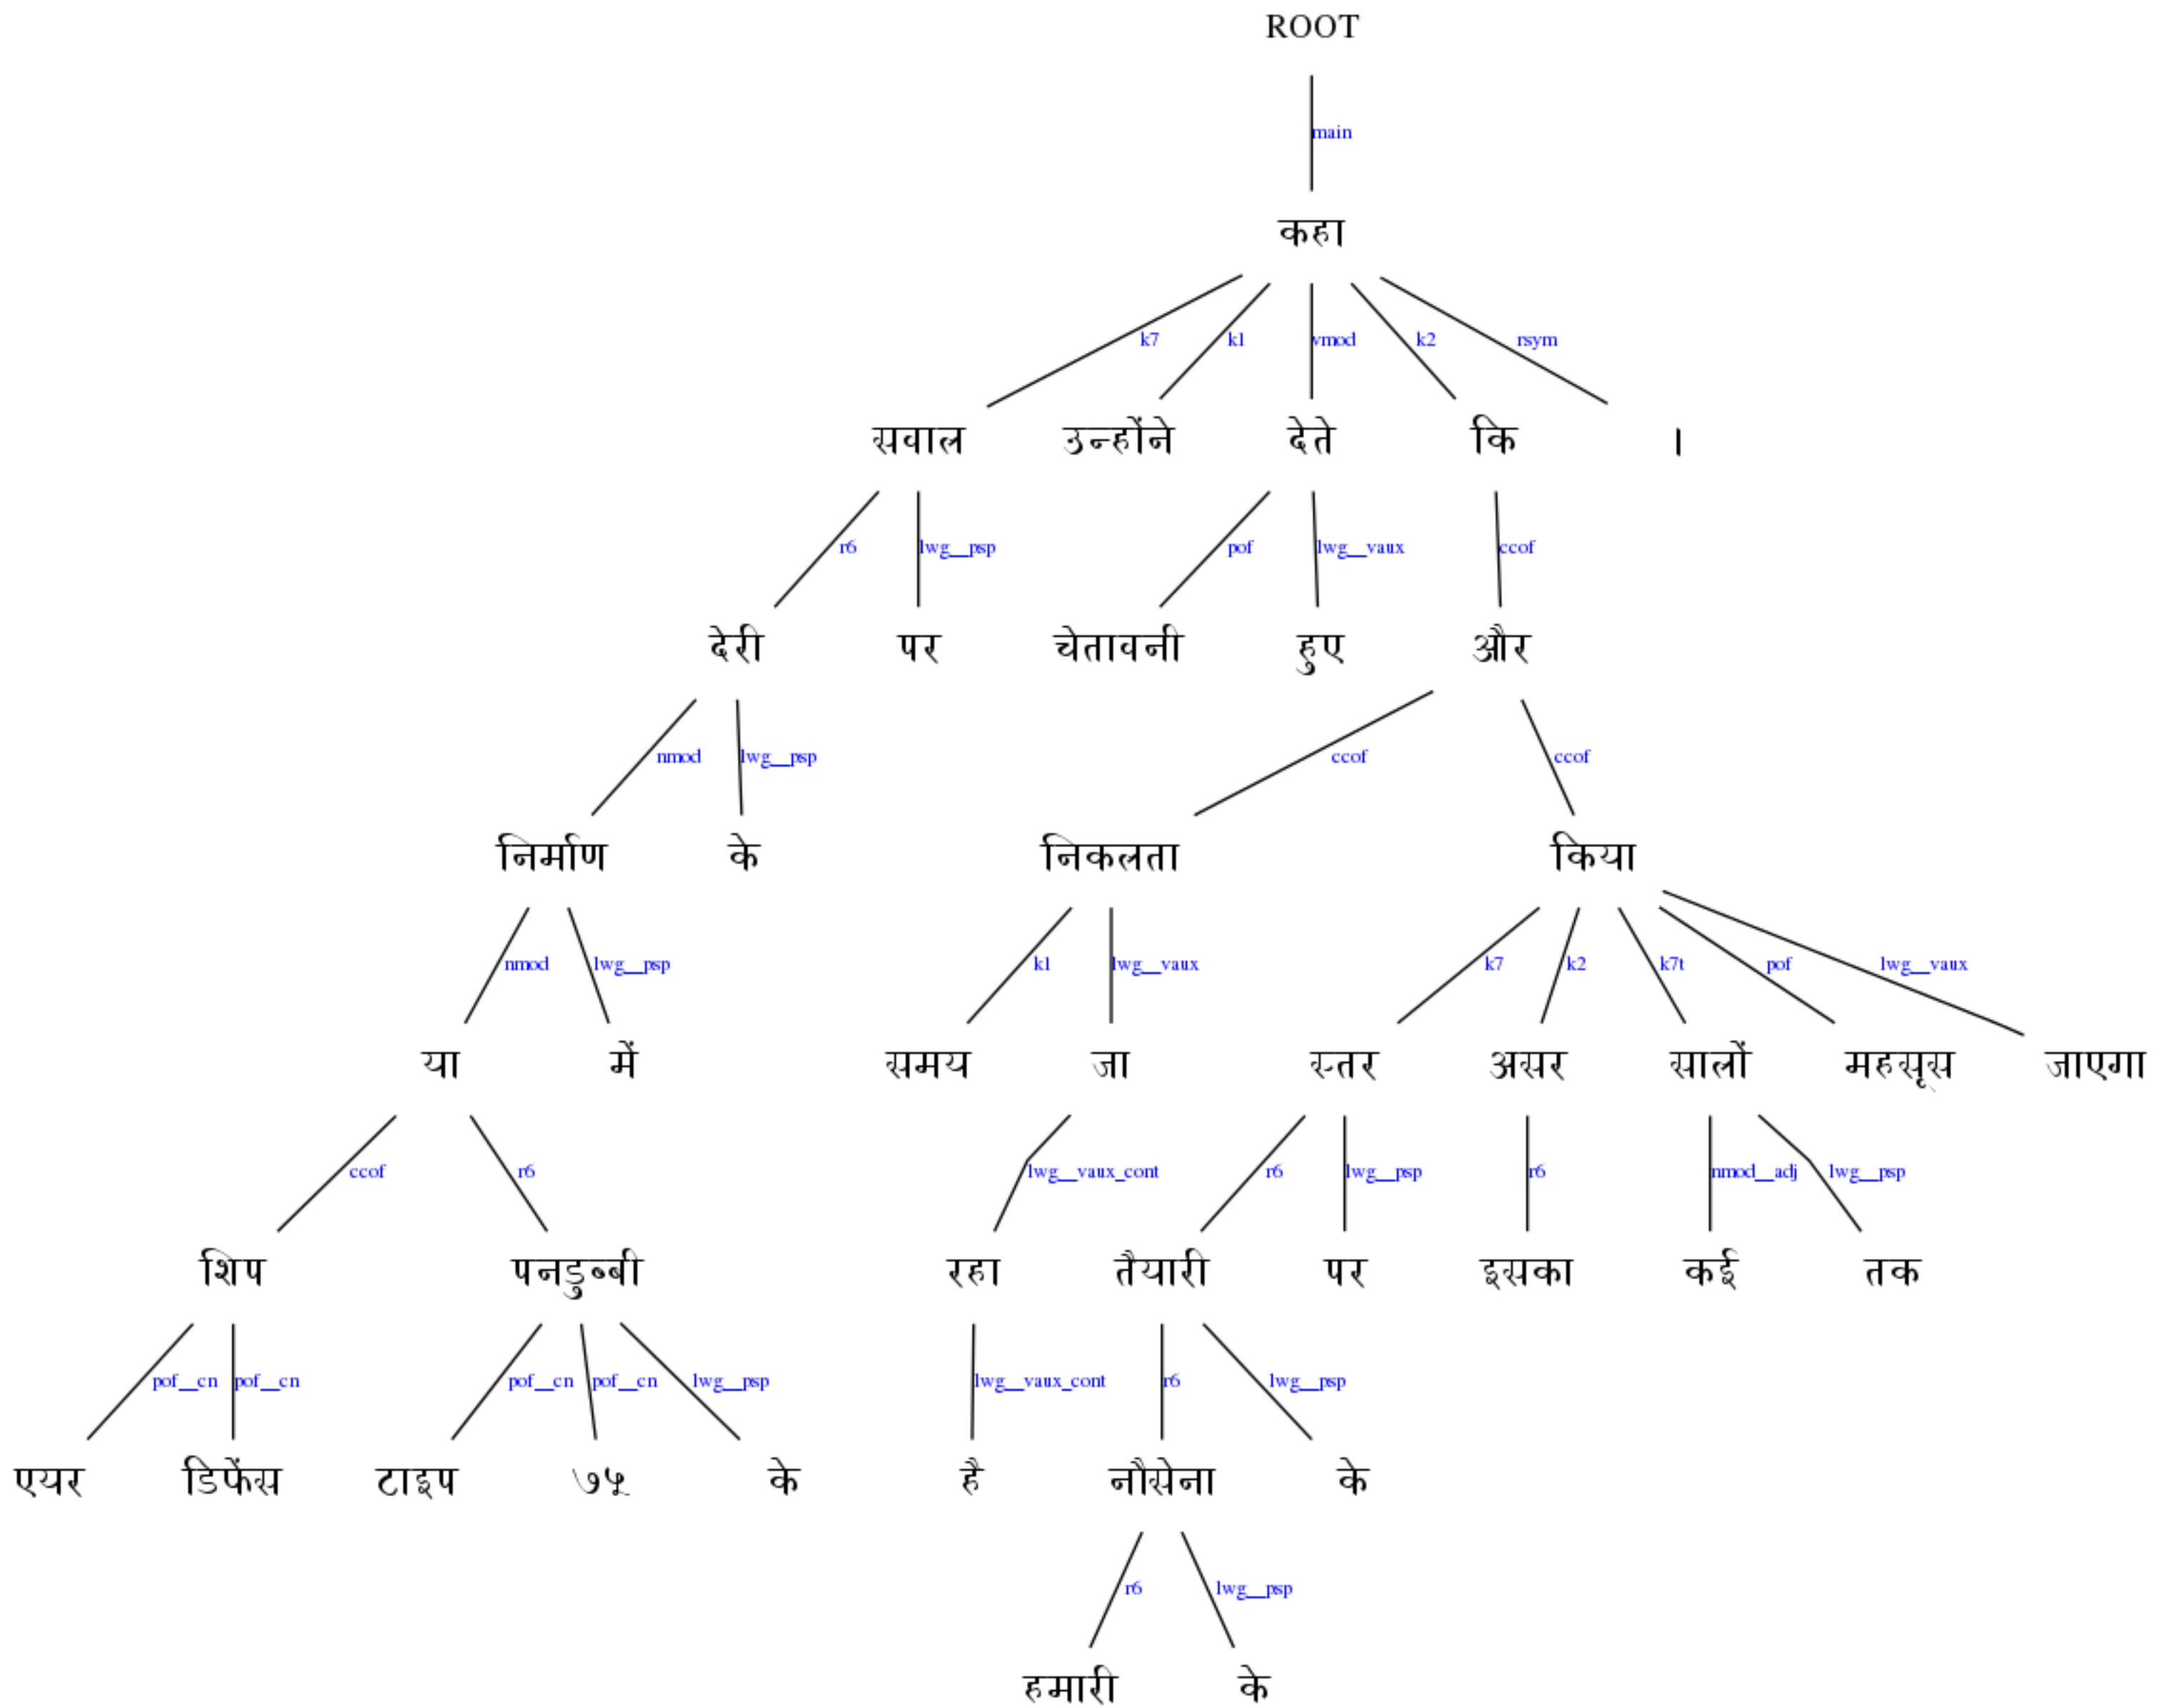 ROOT
main
कहा
k7 k1 vmod k2 rsym
सवाल उन्होंने देते कि ।
r6 lwg__psp pof lwg__vaux ccof
देरी पर चेतावनी हुए और
nmod lwg__psp ccof ccof
निर्माण के निकलता किया
nmod lwg__psp k1 lwg__vaux k7 k2 k7t pof lwg__vaux
या में समय जा स्तर असर सालों महसूस जाएगा
ccof r6 lwg__vaux_cont r6 lwg__psp r6 nmod__adj lwg__psp
शिप पनडुब्बी रहा तैयारी पर इसका कई तक
pof__cn pof__cn pof__cn pof__cn lwg__psp lwg__vaux_cont r6 lwg__psp
एयर डिफेंस टाइप ७५ के है नौसेना के
r6 lwg__psp
हमारी के